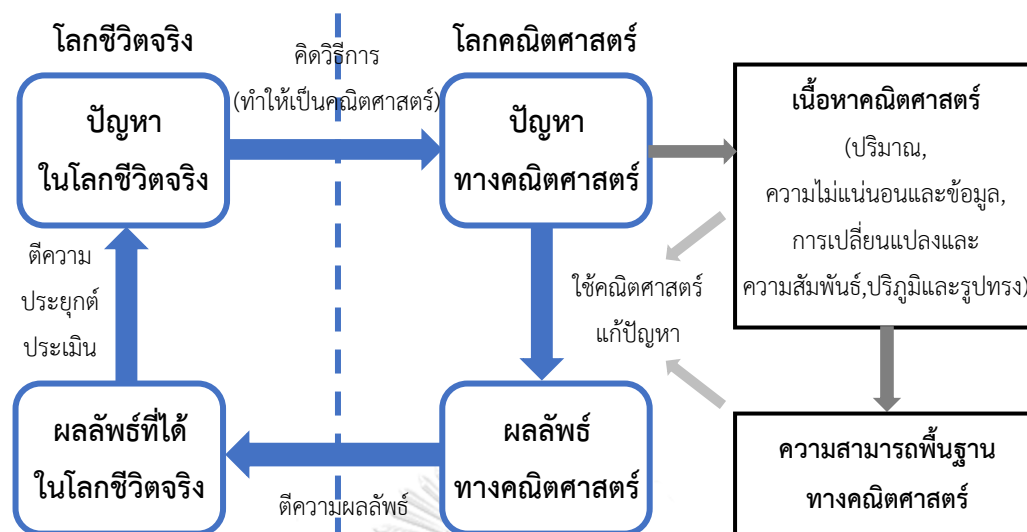 โลกชีวิตจริง
คิดวิธีการ
(ทำให้เป็นคณิตศาสตร์)
โลกคณิตศาสตร์
ปัญหา
ในโลกชีวิตจริง
ปัญหา
ทางคณิตศาสตร์
เนื้อหาคณิตศาสตร์
(ปริมาณ,
ความไม่แน่นอนและข้อมูล,
การเปลี่ยนแปลงและ
ความสัมพันธ์,ปริภูมิและรูปทรง)
ตีความ
ประยุกต์
ประเมิน
ใช้คณิตศาสตร์
แก้ปัญหา
ผลลัพธ์ที่ได้
ในโลกชีวิตจริง
ตีความผลลัพธ์
ผลลัพธ์
ทางคณิตศาสตร์
ความสามารถพื้นฐาน
ทางคณิตศาสตร์